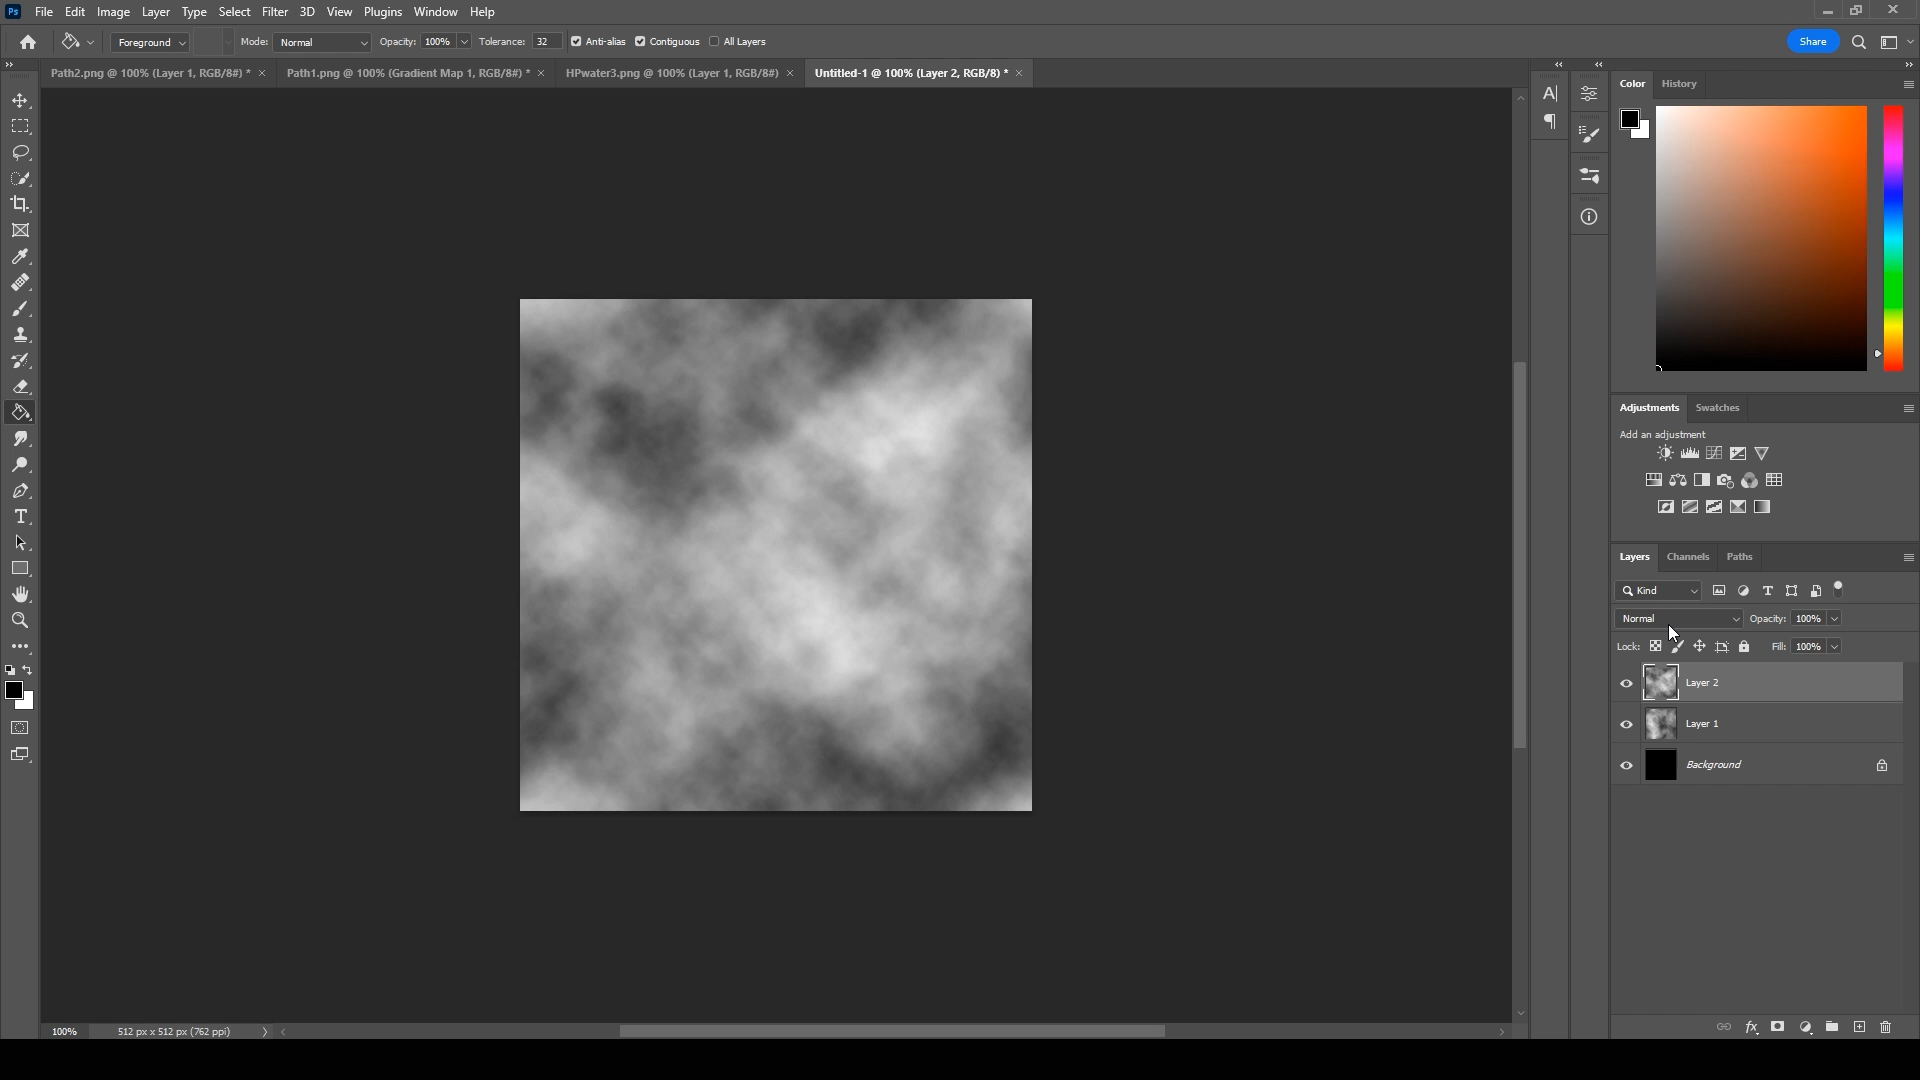 Ps File Edit Image Layer Type Select Filter 3D View Plugins Window Help
Foreground Mode: Normal Opacity: 100% Tolerance: 32 Anti-alias Contiguous All Layers Share
Path2.png @ 100% (Layer 1, RGB/8#) * Path1.png @ 100% (Gradient Map 1, RGB/8#) * HPwater3.png @ 100% (Layer 1, RGB/8#) Untitled-1 @ 100% (Layer 2, RGB/8) *
Color History
Adjustments Swatches
Add an adjustment
Layers Channels Paths
Kind
Normal Opacity: 100%
Lock: Fill: 100%
Layer 2
Layer 1
Background
100% 512 px x 512 px (762 ppi)